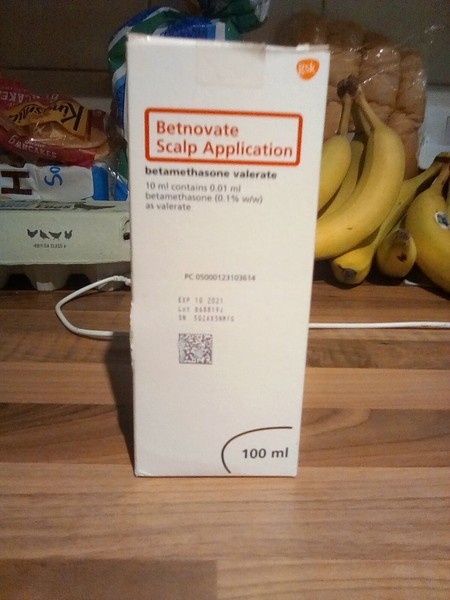 gsk
Betnovate
Scalp Application
betamethasone valerate
10 ml contains 0.01 ml
betamethasone (0.1% w/w)
as valerate
PC 05000123103614
EXP 10 2021
100 ml